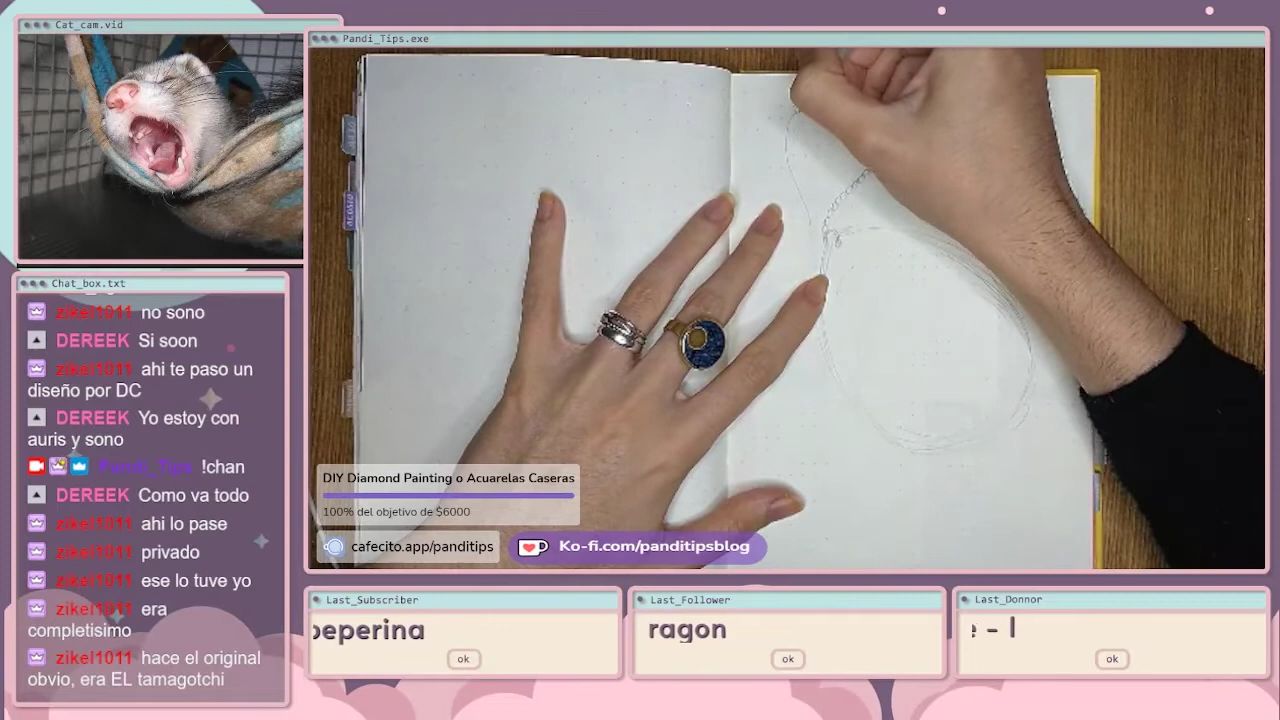 Cat_cam.vid
Pandi_Tips.exe
Chat_box.txt
zikel1011 no sono
DEREEK Si soon
zikel1011 ahi te paso un
diseño por DC
DEREEK Yo estoy con
auris y sono
Pandi_Tips !chan
DEREEK Como va todo
zikel1011 ahi lo pase
zikel1011 privado
zikel1011 ese lo tuve yo
zikel1011 era
completisimo
zikel1011 hace el original
obvio, era EL tamagotchi
DIY Diamond Painting o Acuarelas Caseras
100% del objetivo de $6000
cafecito.app/panditips
Ko-fi.com/panditipsblog
Last_Subscriber
peperina
ok
Last_Follower
ragon
ok
Last_Donnor
e - l
ok